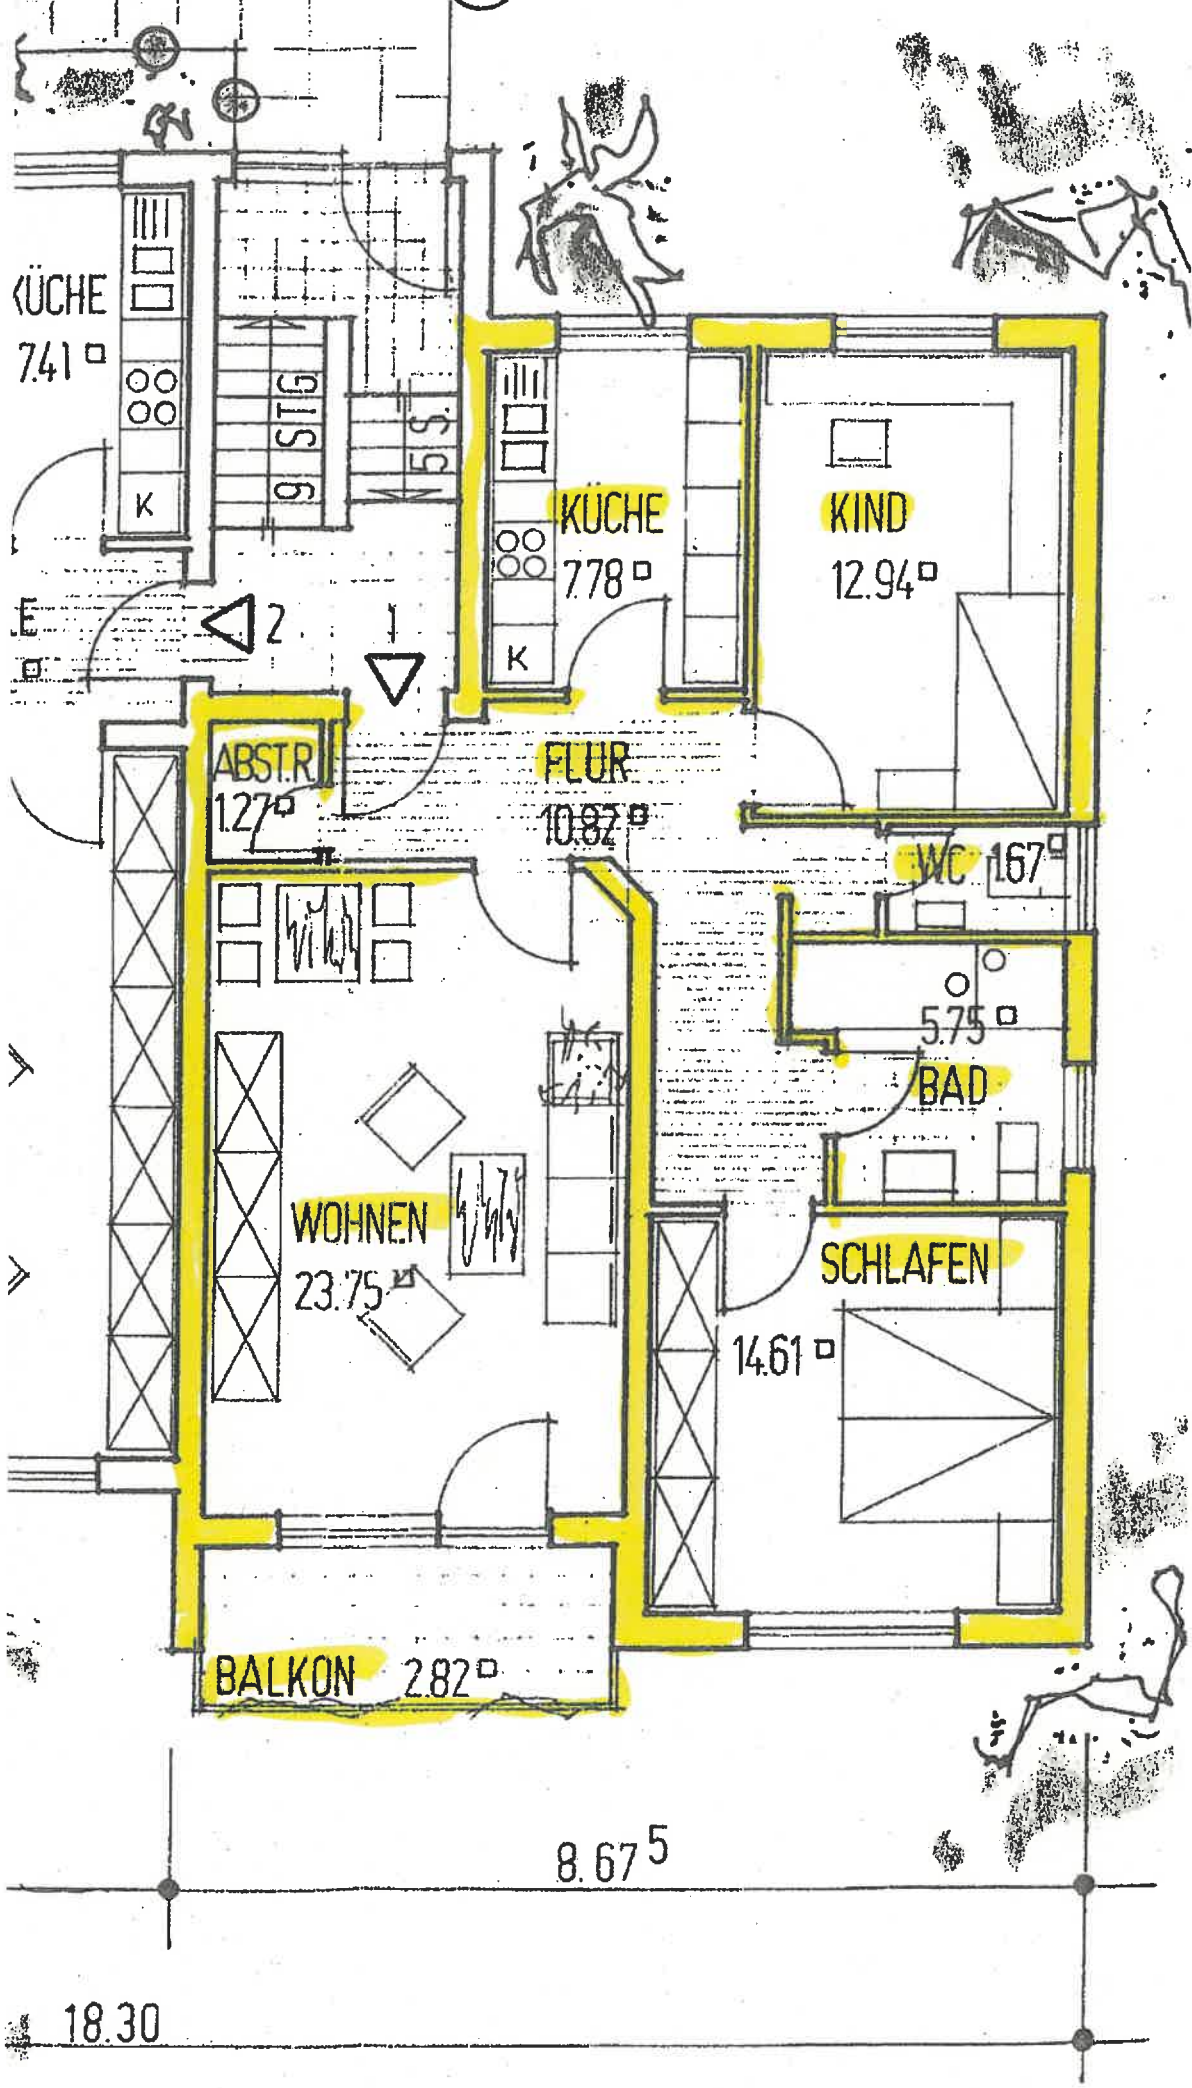 KÜCHE
7.41
9 STG
5 S.
K
KÜCHE
7.78
K
KIND
12.94
E
2
1
ABST.R.
1.27
FLUR
10.82
WC 1.67
5.75
BAD
WOHNEN
23.75
SCHLAFEN
14.61
BALKON 2.82
8.67⁵
18.30